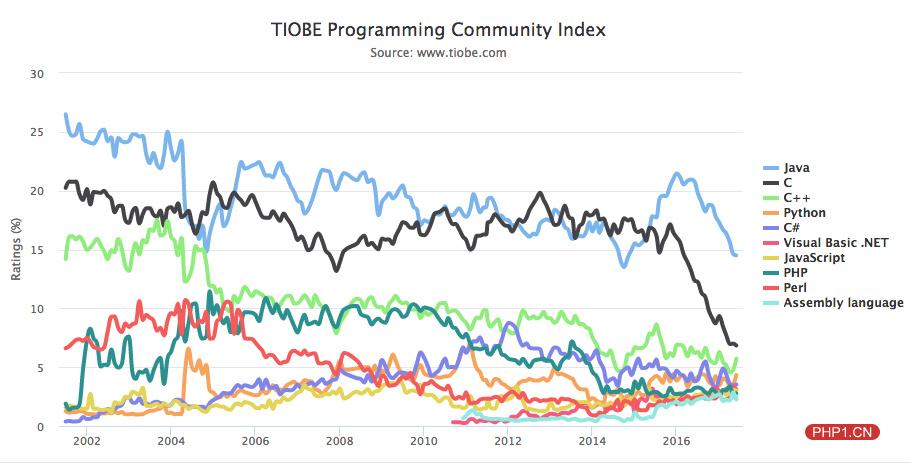 TIOBE Programming Community Index
Source: www.tiobe.com
30
25
20
15
10
5
0
Ratings (%)
2002 2004 2006 2008 2010 2012 2014 2016
Java
C
C++
Python
C#
Visual Basic .NET
JavaScript
PHP
Perl
Assembly language
PHP1.CN